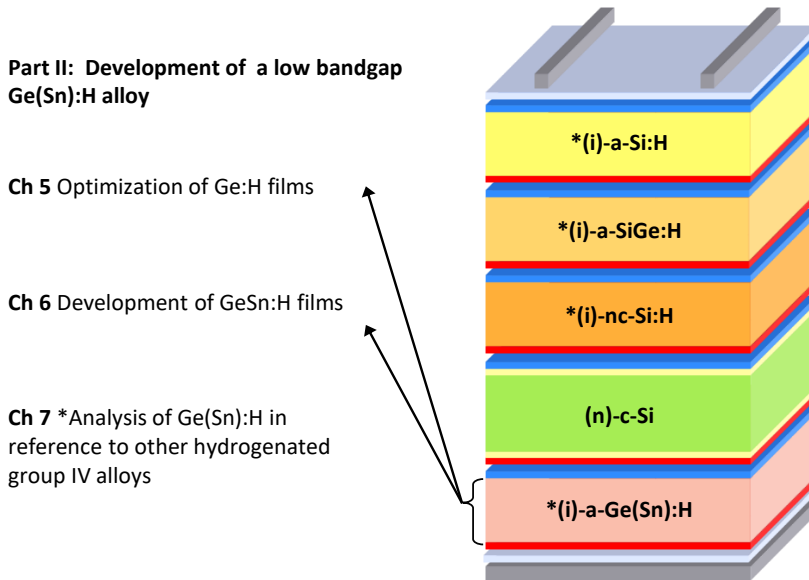 Part II:  Development of  a low bandgap
Ge(Sn):H alloy
Ch 5 Optimization of Ge:H films
Ch 6 Development of GeSn:H films
Ch 7 *Analysis of Ge(Sn):H in
reference to other hydrogenated
group IV alloys
*(i)-a-Si:H
*(i)-a-SiGe:H
*(i)-nc-Si:H
(n)-c-Si
*(i)-a-Ge(Sn):H